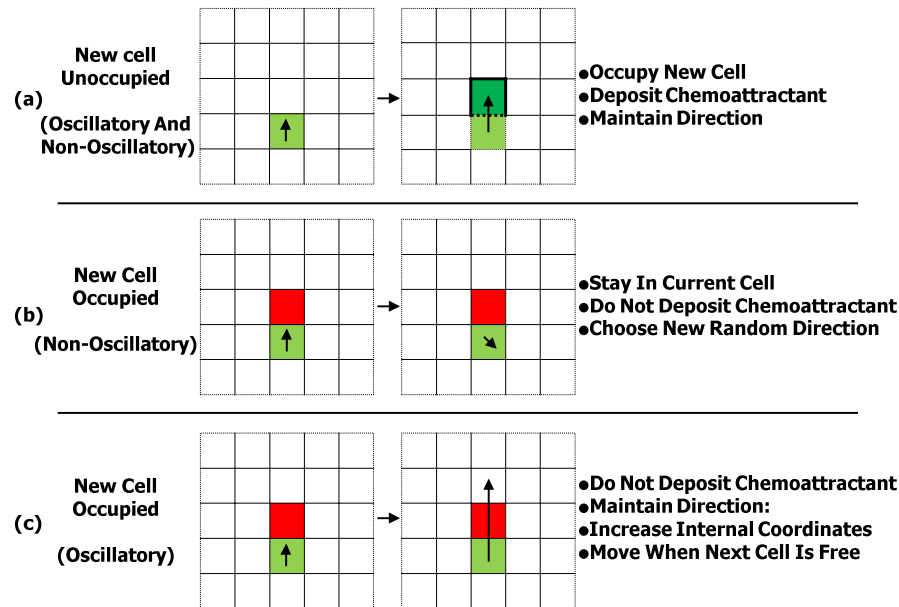 New cell
Unoccupied
(a)
(Oscillatory And
Non-Oscillatory)
●Occupy New Cell
●Deposit Chemoattractant
●Maintain Direction
New Cell
Occupied
(b)
(Non-Oscillatory)
●Stay In Current Cell
●Do Not Deposit Chemoattractant
●Choose New Random Direction
New Cell
Occupied
(c)
(Oscillatory)
●Do Not Deposit Chemoattractant
●Maintain Direction:
●Increase Internal Coordinates
●Move When Next Cell Is Free